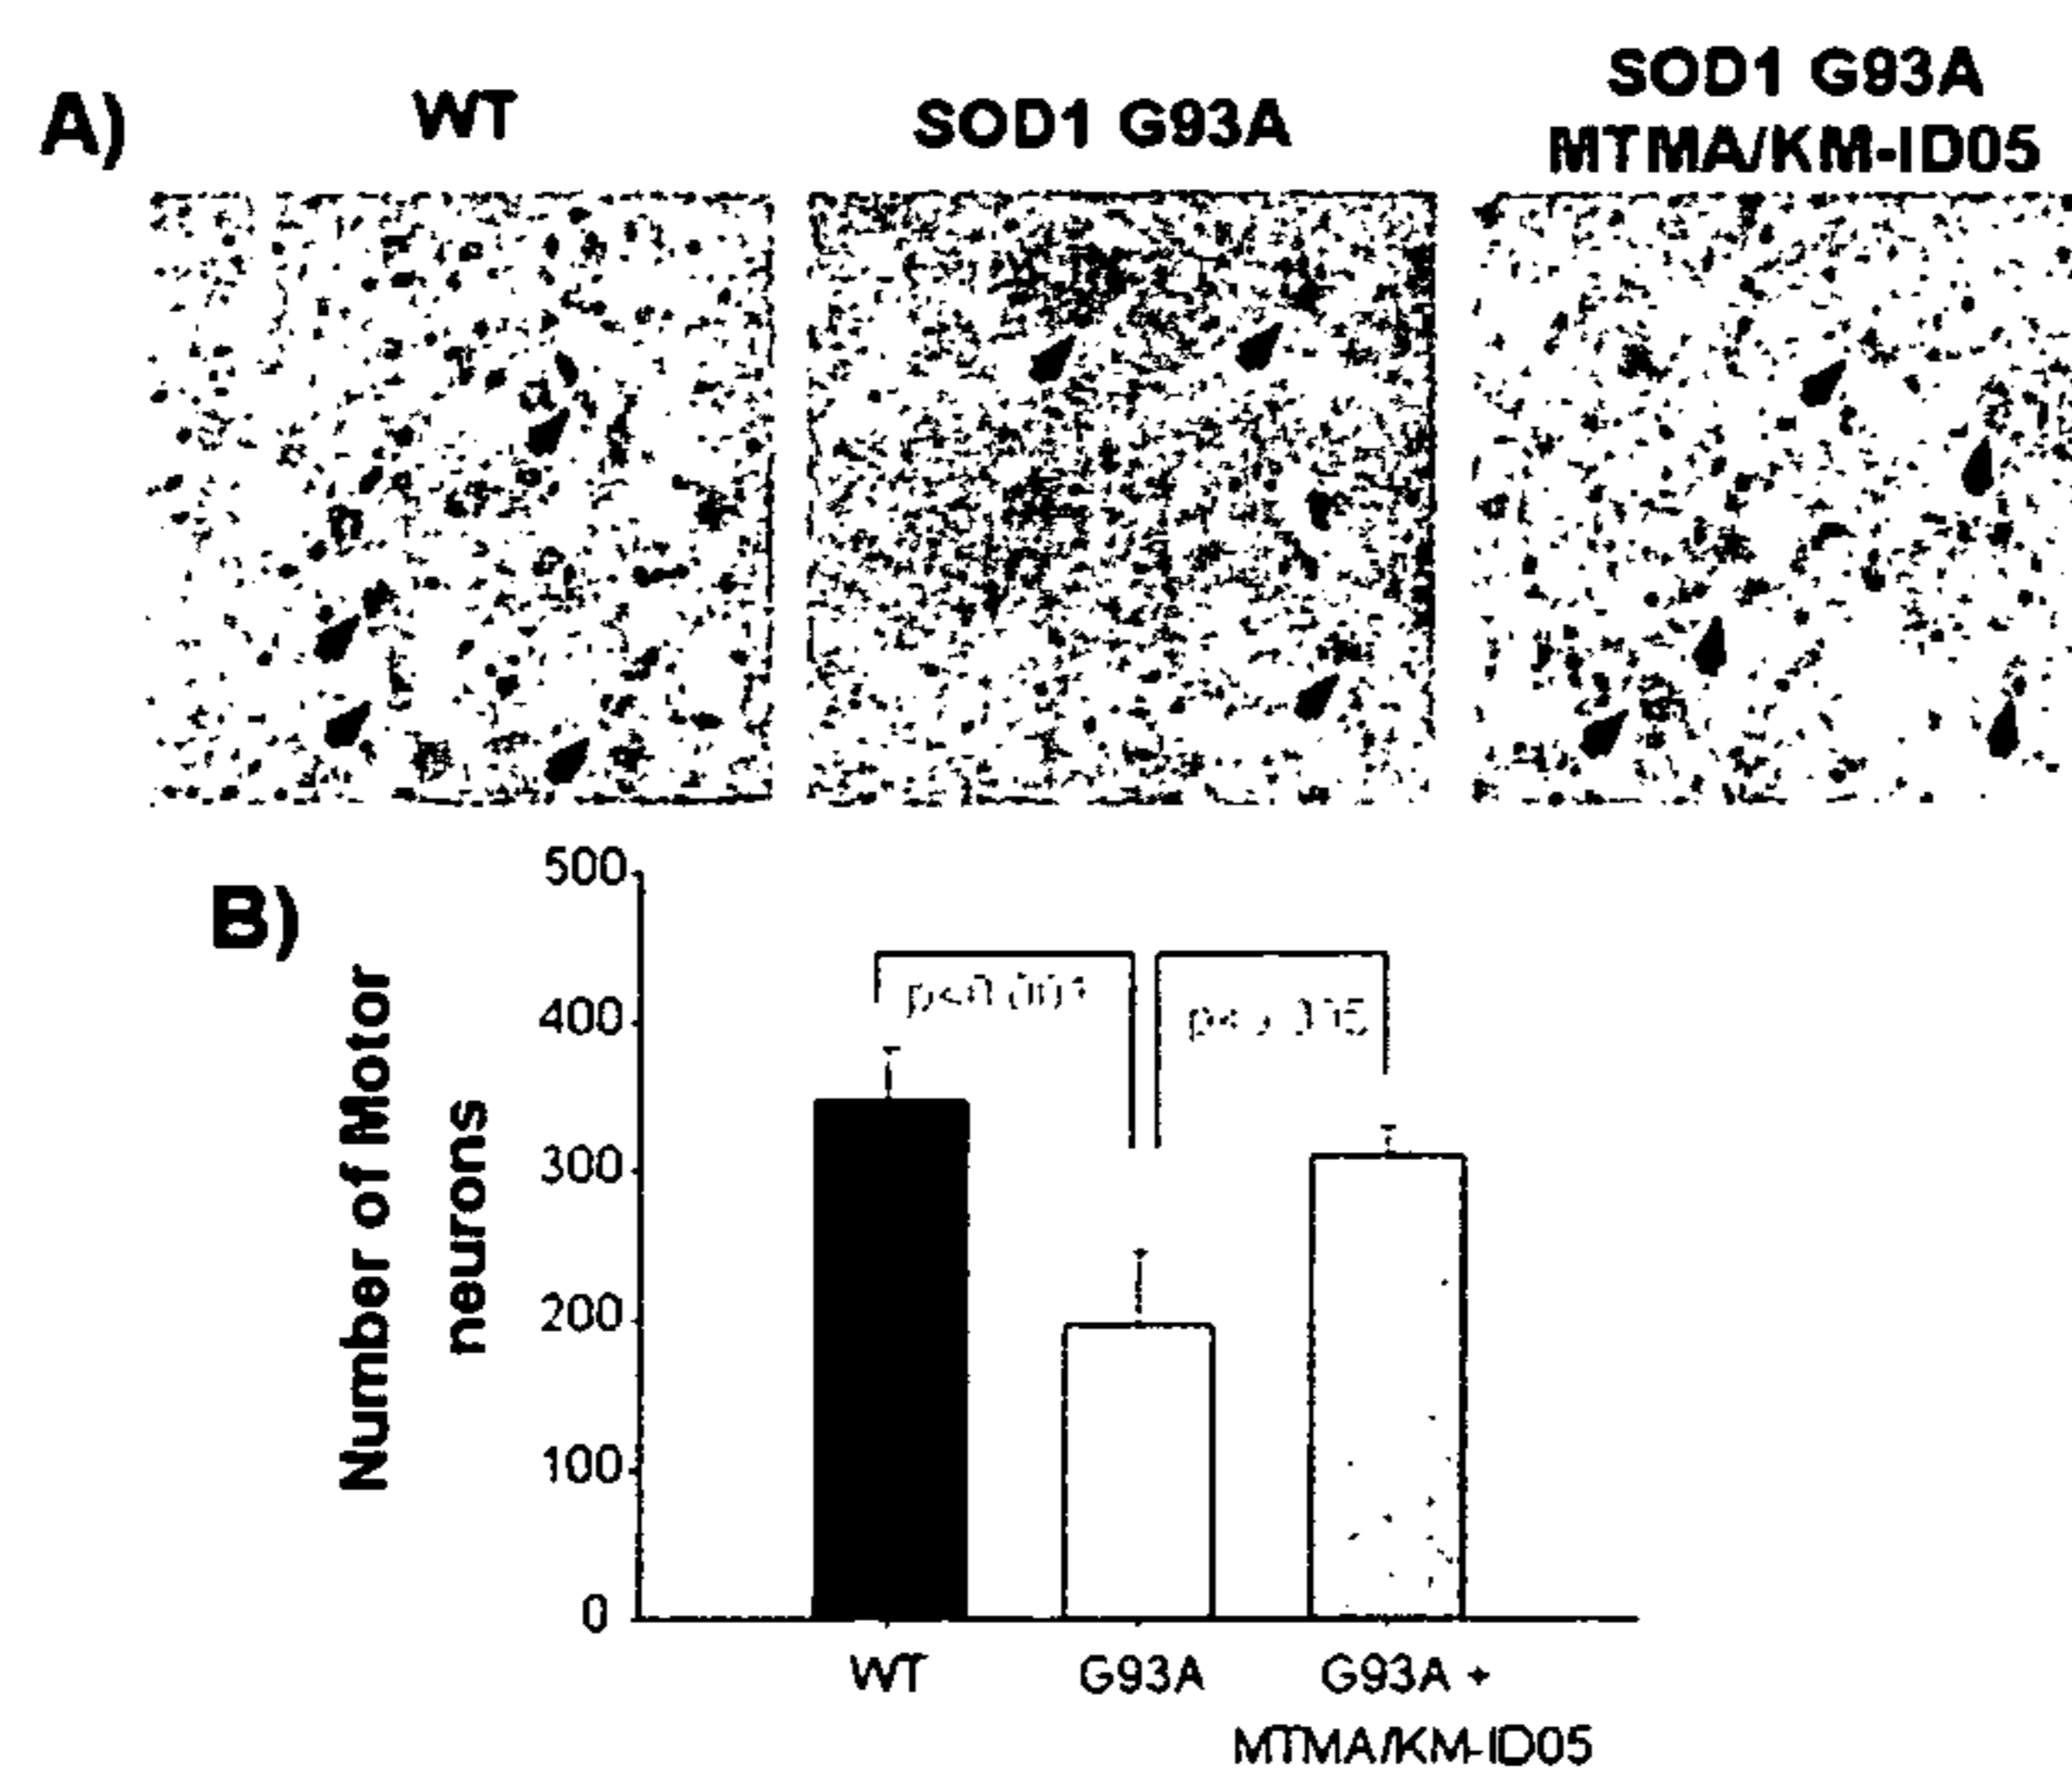 A)
WT
SOD1 G93A
SOD1 G93A
MTMA/KM-ID05
B)
Number of Motor
neurons
500
400
300
200
100
0
WT
G93A
G93A +
MTMA/KM-ID05